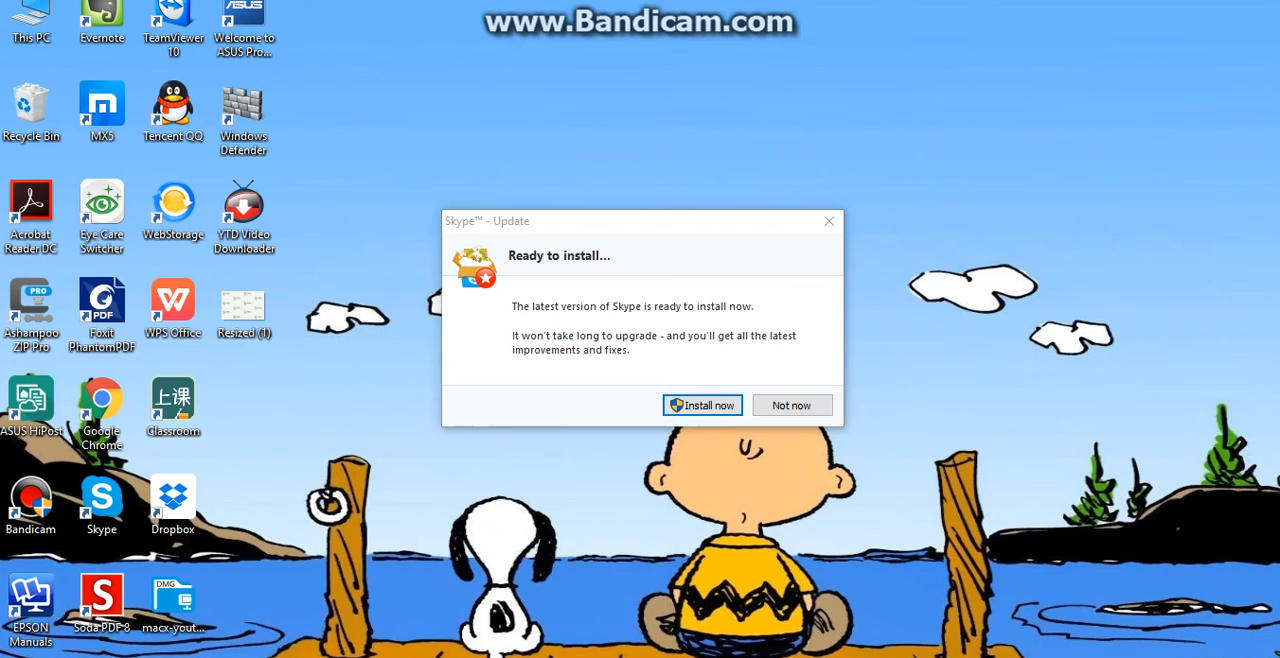 www.Bandicam.com
This PC
Evernote
TeamViewer
10
Welcome to
ASUS Pro...
ASUS
Recycle Bin
MX5
Tencent QQ
Windows
Defender
Acrobat
Reader DC
Eye Care
Switcher
WebStorage
YTD Video
Downloader
PRO
Ashampoo
ZIP Pro
PDF
Foxit
PhantomPDF
WPS Office
Resized (1)
ASUS HiPost
Google
Chrome
上课
Classroom
Bandicam
Skype
Dropbox
EPSON
Manuals
Soda PDF 8
DMG
macx-yout...
Skype™ - Update
Ready to install...
The latest version of Skype is ready to install now.
It won't take long to upgrade - and you'll get all the latest
improvements and fixes.
Install now
Not now